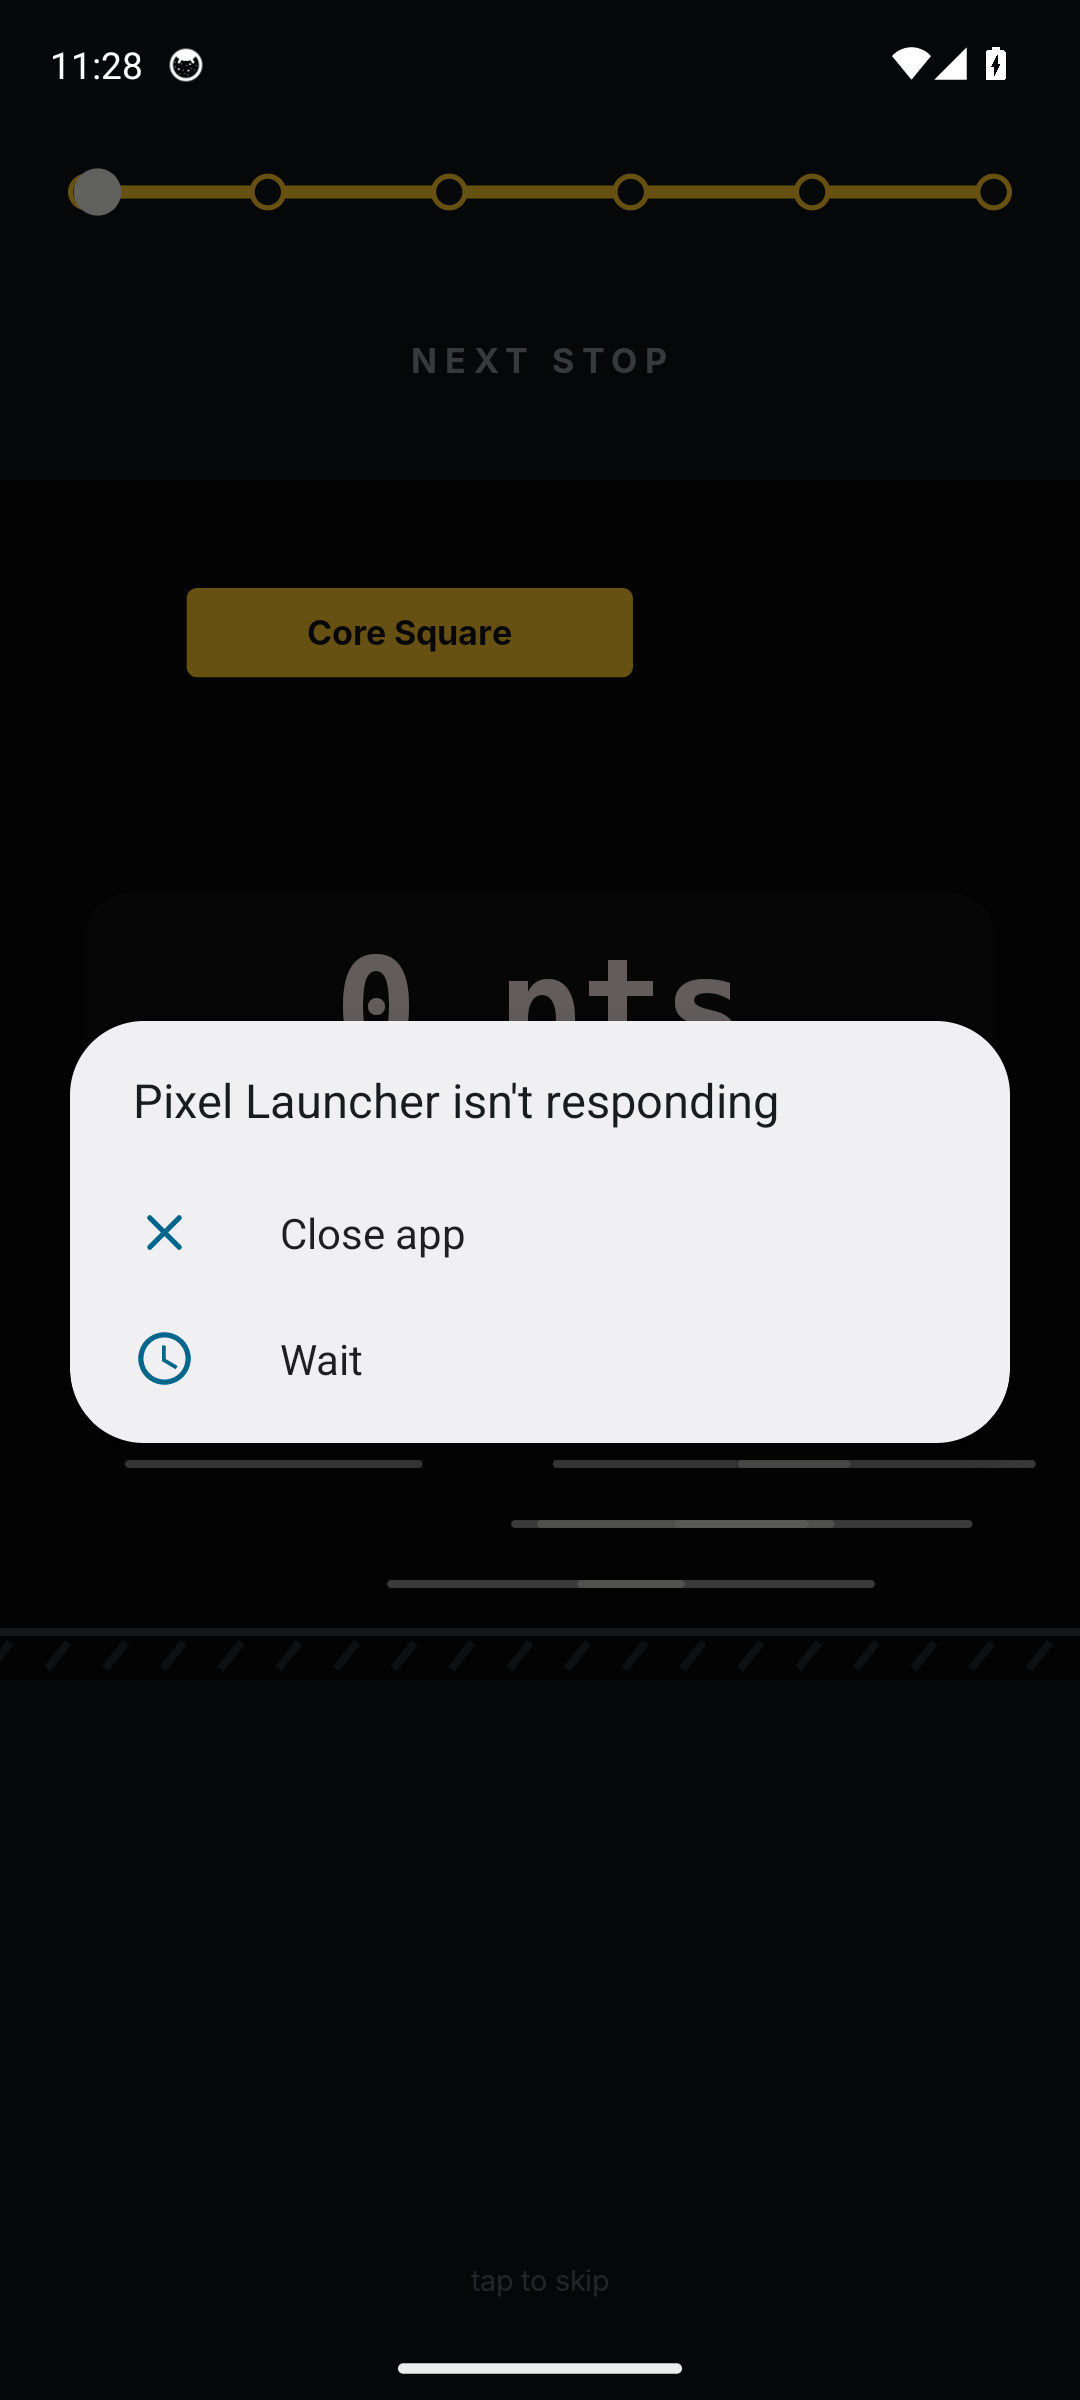 11:28
NEXT STOP
Core Square
0 pts
Pixel Launcher isn't responding
Close app
Wait
tap to skip